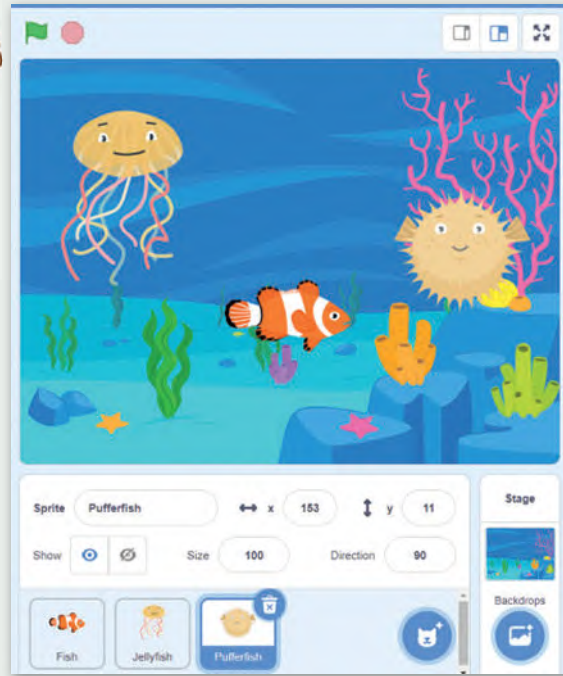 Sprite Pufferfish x 153 y 11
Show Size 100 Direction 90
Fish Jellyfish Pufferfish
Stage
Backdrops